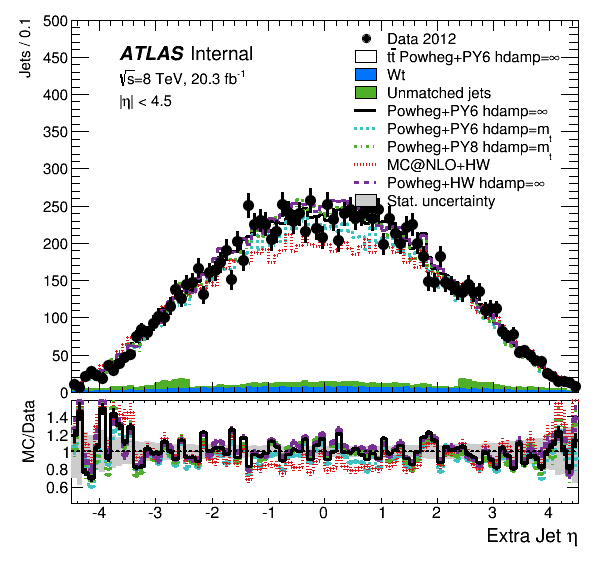 Jets / 0.1
500
450
400
350
300
250
200
150
100
50
0
ATLAS Internal
√s=8 TeV, 20.3 fb⁻¹
|η| < 4.5
Data 2012
tt̄ Powheg+PY6 hdamp=∞
Wt
Unmatched jets
Powheg+PY6 hdamp=∞
Powheg+PY6 hdamp=mₜ
Powheg+PY8 hdamp=mₜ
MC@NLO+HW
Powheg+HW hdamp=∞
Stat. uncertainty
MC/Data
1.4
1.2
1
0.8
0.6
-4 -3 -2 -1 0 1 2 3 4
Extra Jet η